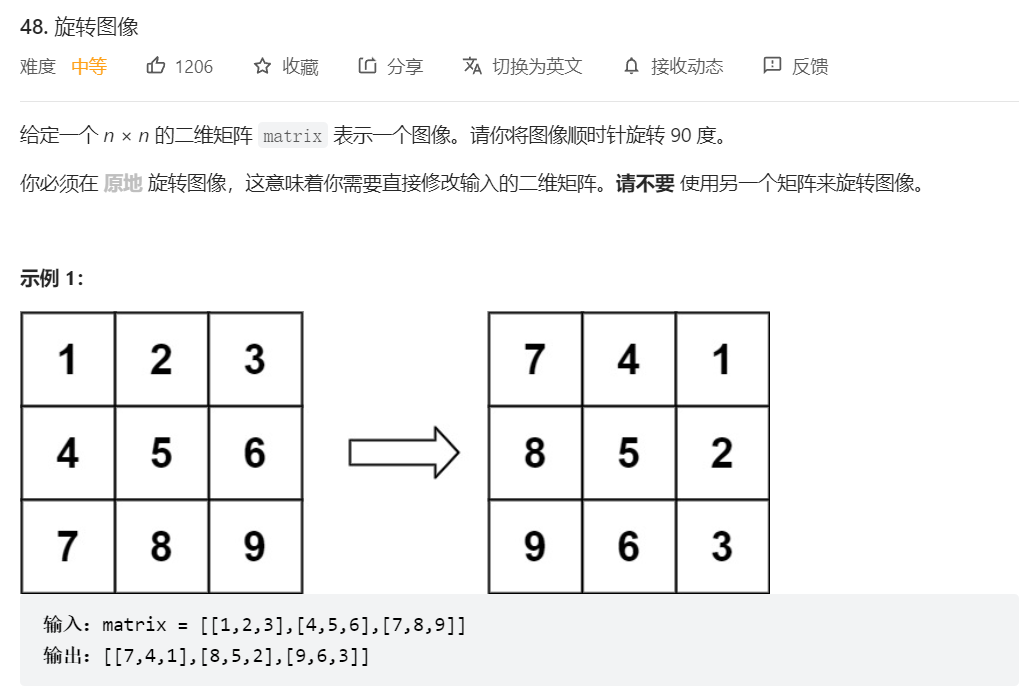 48. 旋转图像
难度 中等 1206 收藏 分享 切换为英文 接收动态 反馈
给定一个 n × n 的二维矩阵 matrix 表示一个图像。请你将图像顺时针旋转 90 度。
你必须在 原地 旋转图像，这意味着你需要直接修改输入的二维矩阵。请不要 使用另一个矩阵来旋转图像。
示例 1：
1 2 3 7 4 1
4 5 6 8 5 2
7 8 9 9 6 3
输入：matrix = [[1,2,3],[4,5,6],[7,8,9]]
输出：[[7,4,1],[8,5,2],[9,6,3]]